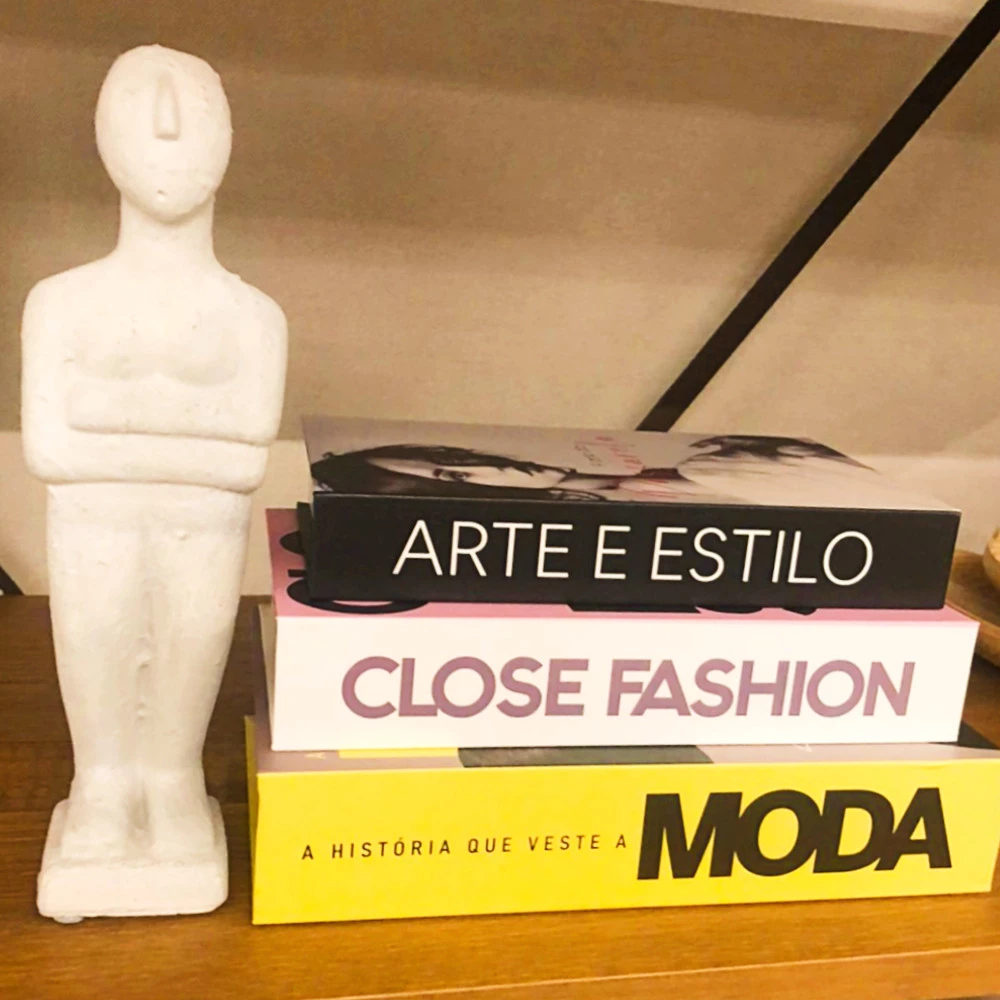 ARTE E ESTILO
CLOSE FASHION
A HISTÓRIA QUE VESTE A MODA